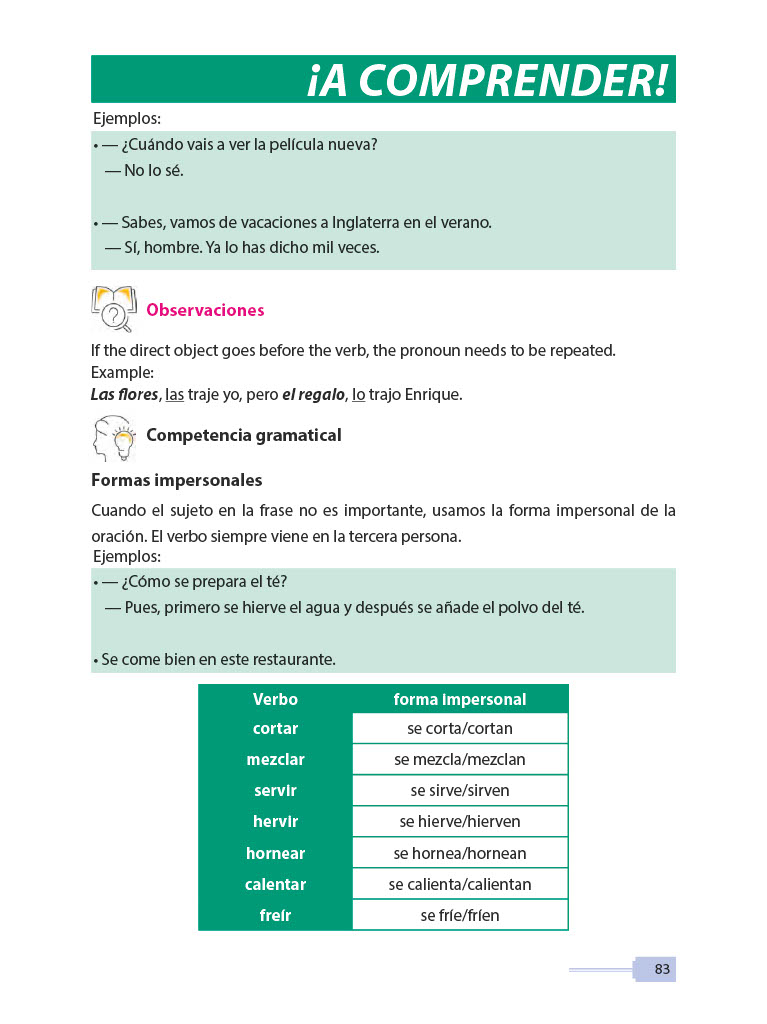 ¡A COMPRENDER!
Ejemplos:
• — ¿Cuándo vais a ver la película nueva?
— No lo sé.
• — Sabes, vamos de vacaciones a Inglaterra en el verano.
— Sí, hombre. Ya lo has dicho mil veces.
?
Observaciones
If the direct object goes before the verb, the pronoun needs to be repeated.
Example:
Las flores, las traje yo, pero el regalo, lo trajo Enrique.
Competencia gramatical
Formas impersonales
Cuando el sujeto en la frase no es importante, usamos la forma impersonal de la
oración. El verbo siempre viene en la tercera persona.
Ejemplos:
• — ¿Cómo se prepara el té?
— Pues, primero se hierve el agua y después se añade el polvo del té.
• Se come bien en este restaurante.
Verbo forma impersonal
cortar se corta/cortan
mezclar se mezcla/mezclan
servir se sirve/sirven
hervir se hierve/hierven
hornear se hornea/hornean
calentar se calienta/calientan
freír se fríe/fríen
83